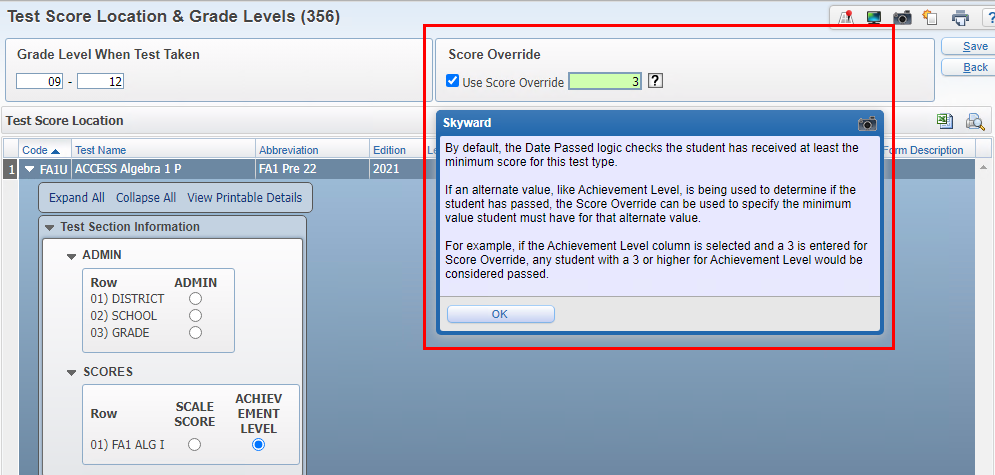 Test Score Location & Grade Levels (356)
?
Grade Level When Test Taken
09 - 12
Score Override
Use Score Override 3 ?
Save
Back
Test Score Location
Code Test Name Abbreviation Edition Le Form Description
1 FA1U ACCESS Algebra 1 P FA1 Pre 22 2021
Expand All Collapse All View Printable Details
Test Section Information
ADMIN
Row ADMIN
01) DISTRICT
02) SCHOOL
03) GRADE
SCORES
Row SCALE SCORE ACHIEV EMENT LEVEL
01) FA1 ALG I
Skyward
By default, the Date Passed logic checks the student has received at least the
minimum score for this test type.
If an alternate value, like Achievement Level, is being used to determine if the
student has passed, the Score Override can be used to specify the minimum
value student must have for that alternate value.
For example, if the Achievement Level column is selected and a 3 is entered for
Score Override, any student with a 3 or higher for Achievement Level would be
considered passed.
OK